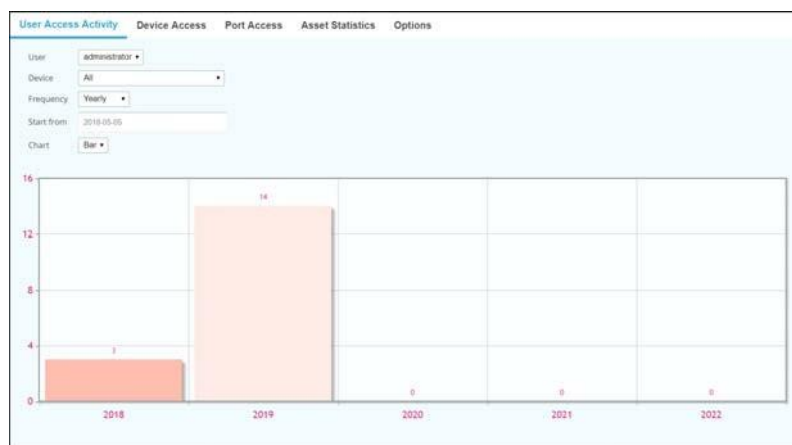 User Access Activity Device Access Port Access Asset Statistics Options
User administrator
Device All
Frequency Yearly
Start from 2018-05-05
Chart Bar
16
14
12
8
4
3
0 0 0
0
2018 2019 2020 2021 2022